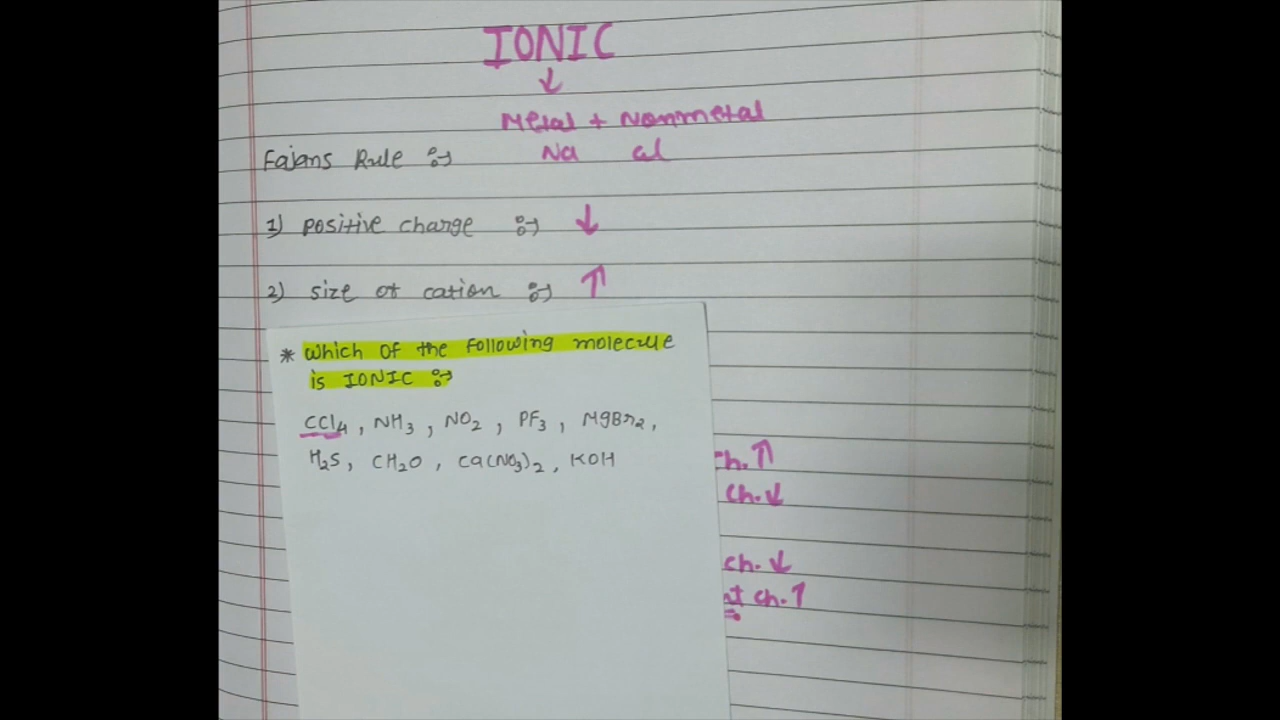 IONIC
↓
Metal + Nonmetal
Fajans Rule :→ Na Cl
1) positive charge :→ ↓
2) size of cation :→ ↑
* which of the following molecule
is IONIC :→
CCl4, NH3, NO2, PF3, MgBr2,
H2S, CH2O, Ca(NO3)2, KOH
ch. ↑
ch. ↓
ch. ↓
ch. ↑